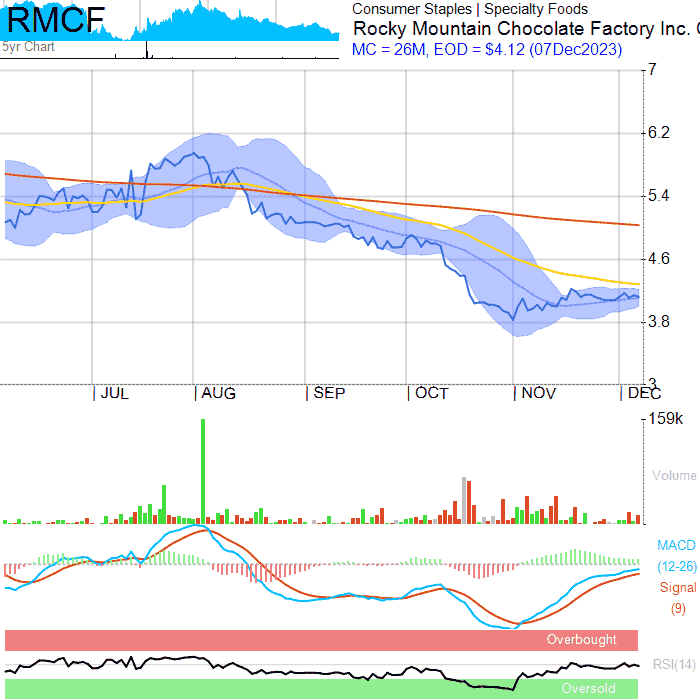 RMCF
5yr Chart
Consumer Staples | Specialty Foods
Rocky Mountain Chocolate Factory Inc.
MC = 26M, EOD = $4.12 (07Dec2023)
7
6.2
5.4
4.6
3.8
3
JUL AUG SEP OCT NOV DEC
159k
Volume
MACD
(12-26)
Signal
(9)
Overbought
RSI(14)
Oversold